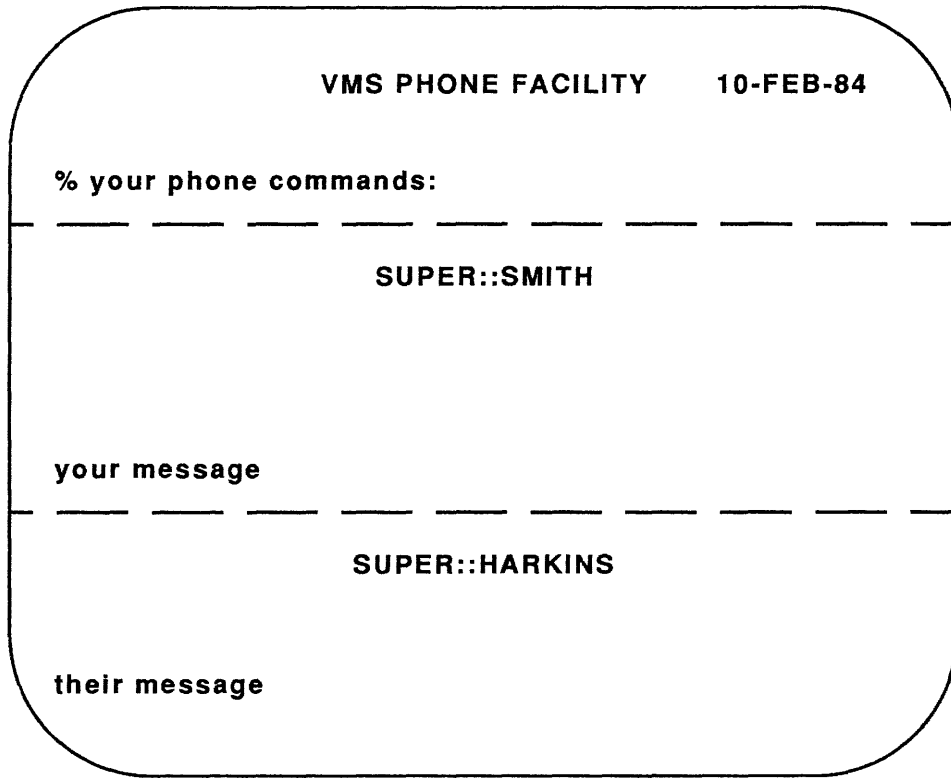 VMS PHONE FACILITY 10-FEB-84
% your phone commands:
SUPER::SMITH
your message
SUPER::HARKINS
their message